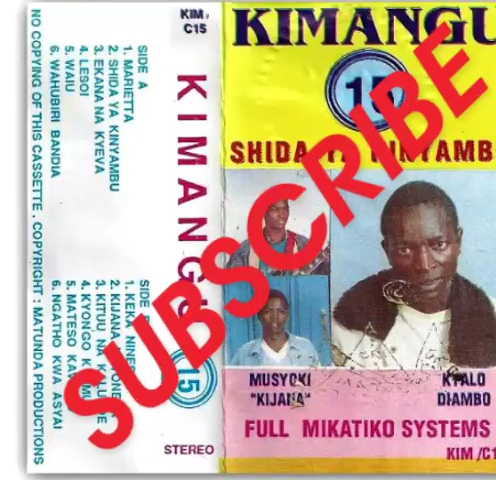 KIM.
C15
SIDE A
1. MARIETTA
2. SHIDA YA KINYAMBU
3. EKANA NA KYEVA
4. LESOI
5. WAIU
6. WAHUBIRI BANDIA
SIDE
1. KEKA
2. KIJANA
3. KITUU
4. KYONGO
5. MATESO
6. NGATHO KWA ASYAI
NO COPYING OF THIS CASSETTE. COPYRIGHT : MATUNDA PRODUCTIONS
KIMANGU
15
STEREO
KIMANGU
15
SHIDA YA KINYAMB
MUSYOKI
"KIJANA"
KYALO
DIAMBO
FULL MIKATIKO SYSTEMS
KIM /C1
SUBSCRIBE